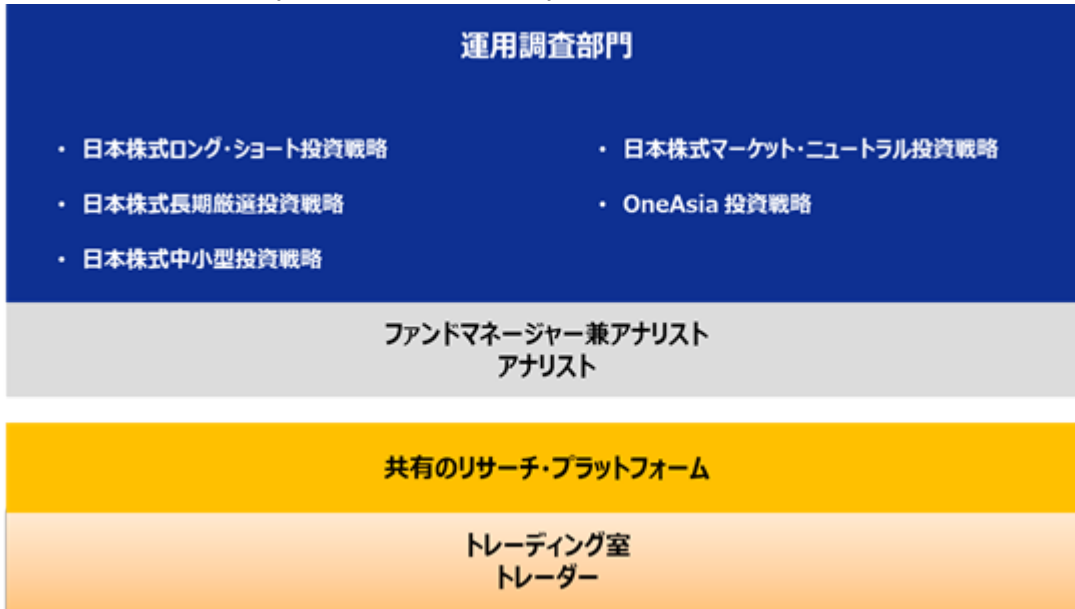 運用調査部門
・ 日本株式ロング・ショート投資戦略
・ 日本株式長期厳選投資戦略
・ 日本株式中小型投資戦略
・ 日本株式マーケット・ニュートラル投資戦略
・ OneAsia 投資戦略
ファンドマネージャー兼アナリスト
アナリスト
共有のリサーチ・プラットフォーム
トレーディング室
トレーダー